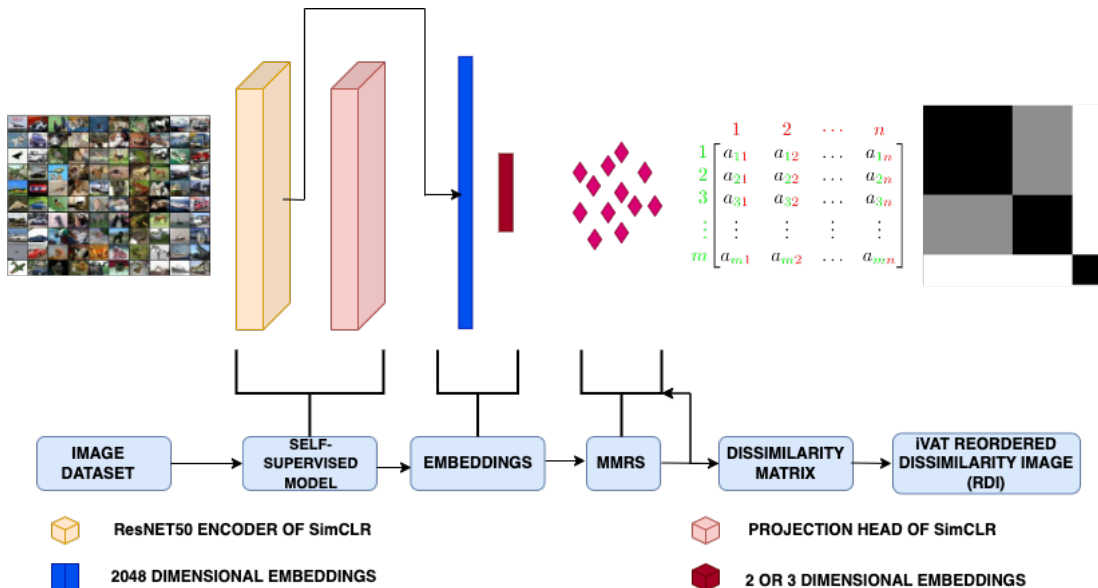 1 2 ... n
1 a11 a12 ... a1n
2 a21 a22 ... a2n
3 a31 a32 ... a3n
⋮ ⋮ ⋮ ⋮ ⋮
m am1 am2 ... amn
IMAGE
DATASET
SELF-
SUPERVISED
MODEL
EMBEDDINGS
MMRS
DISSIMILARITY
MATRIX
iVAT REORDERED
DISSIMILARITY IMAGE
(RDI)
ResNET50 ENCODER OF SimCLR
PROJECTION HEAD OF SimCLR
2048 DIMENSIONAL EMBEDDINGS
2 OR 3 DIMENSIONAL EMBEDDINGS